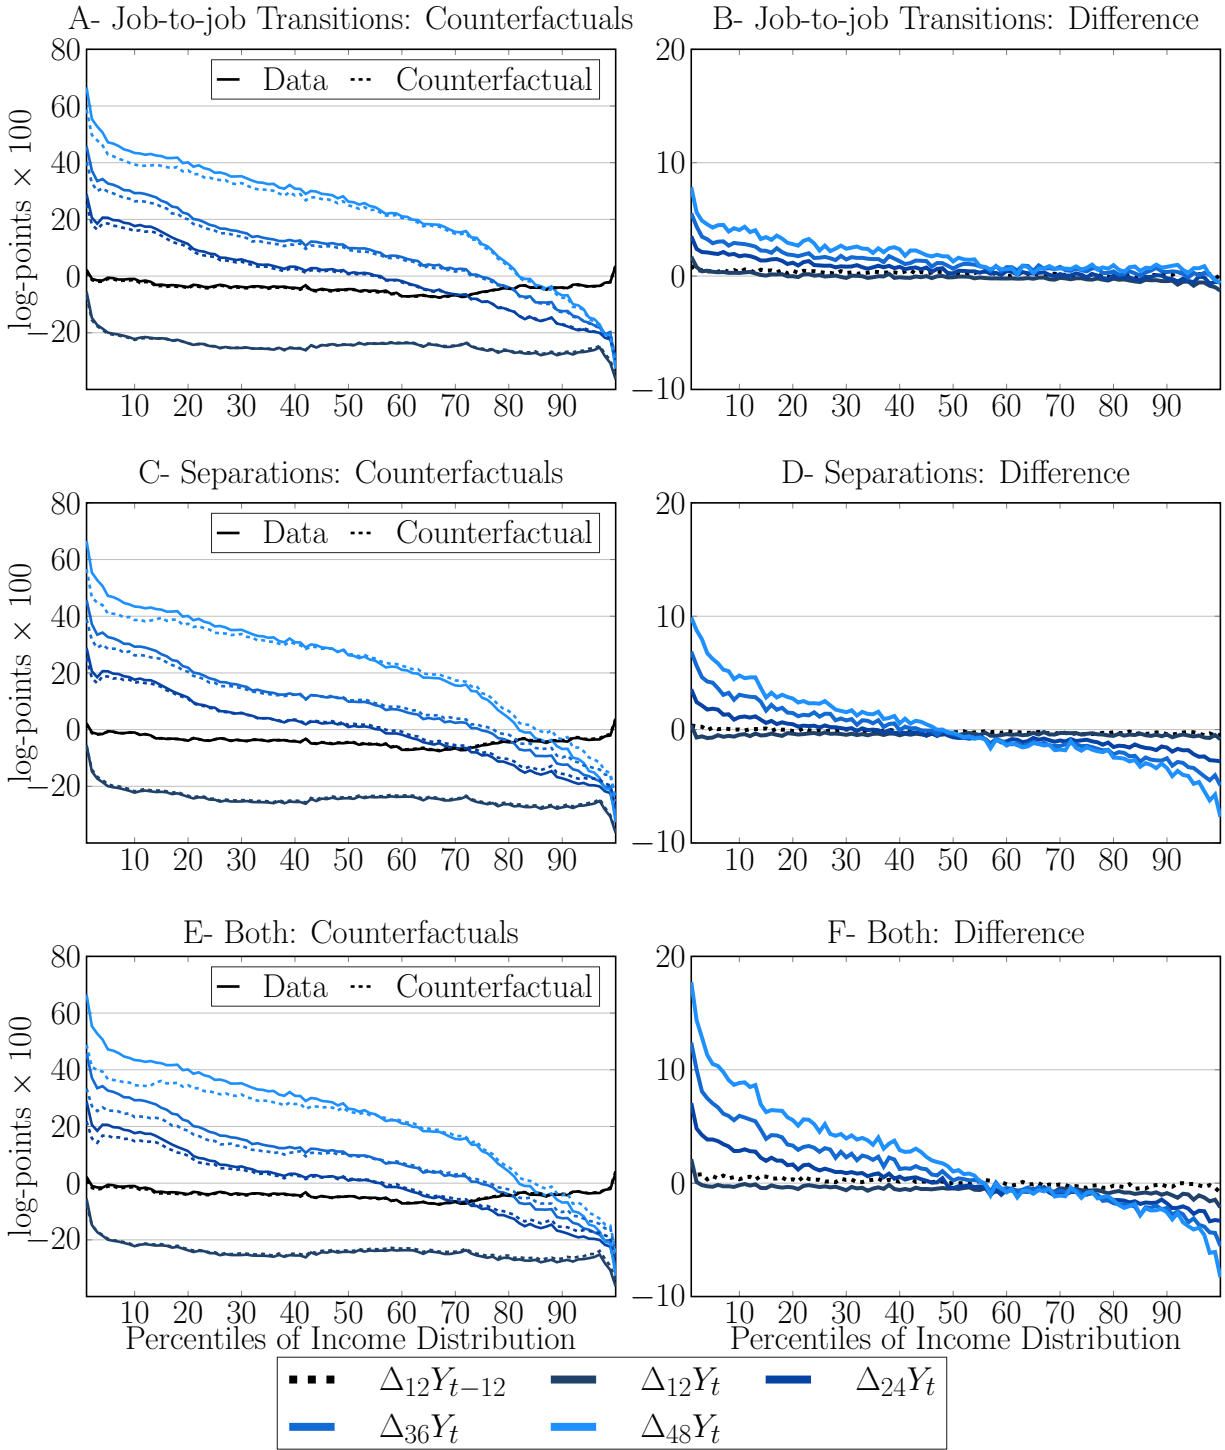 A- Job-to-job Transitions: Counterfactuals
B- Job-to-job Transitions: Difference
log-points × 100
80
60
40
20
0
−20
Data Counterfactual
10 20 30 40 50 60 70 80 90
20
10
0
−10
10 20 30 40 50 60 70 80 90
C- Separations: Counterfactuals
D- Separations: Difference
log-points × 100
80
60
40
20
0
−20
Data Counterfactual
10 20 30 40 50 60 70 80 90
20
10
0
−10
10 20 30 40 50 60 70 80 90
E- Both: Counterfactuals
F- Both: Difference
log-points × 100
80
60
40
20
0
−20
Data Counterfactual
10 20 30 40 50 60 70 80 90
Percentiles of Income Distribution
20
10
0
−10
10 20 30 40 50 60 70 80 90
Percentiles of Income Distribution
Δ₁₂Yₜ₋₁₂ Δ₁₂Yₜ Δ₂₄Yₜ
Δ₃₆Yₜ Δ₄₈Yₜ